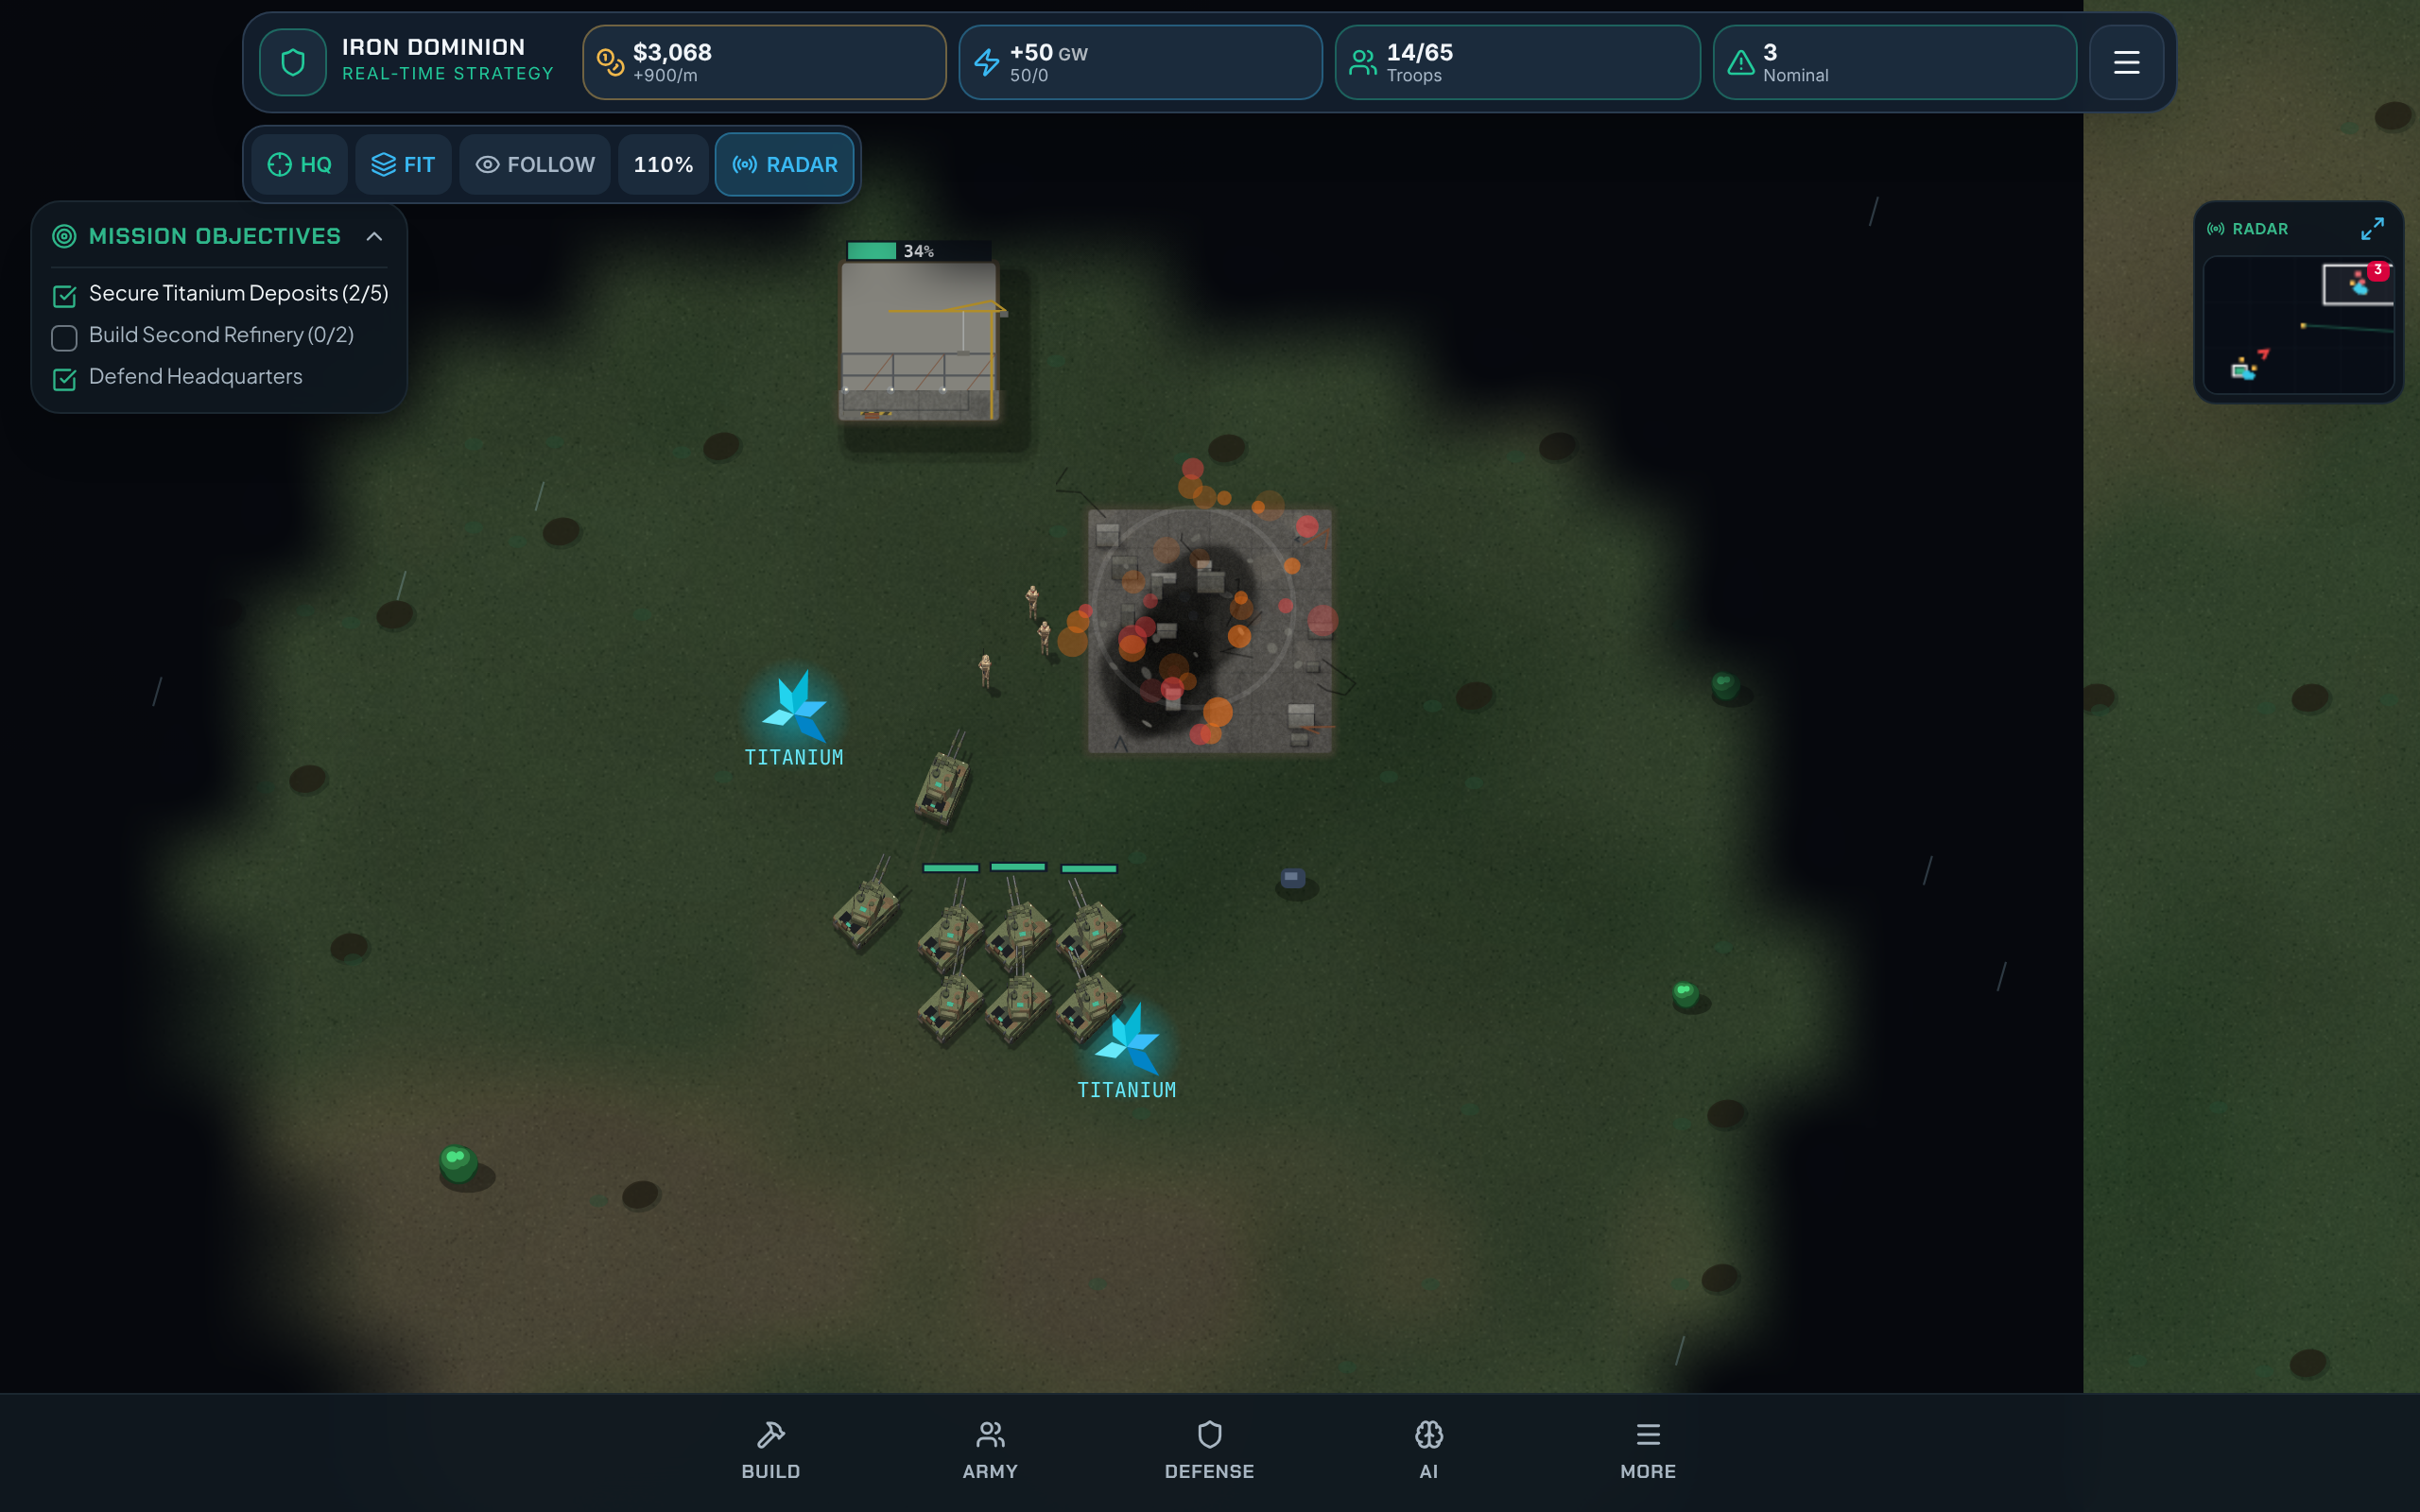 IRON DOMINION
REAL-TIME STRATEGY
$3,068
+900/m
+50 GW
50/0
14/65
Troops
3
Nominal
HQ
FIT
FOLLOW
110%
RADAR
MISSION OBJECTIVES
Secure Titanium Deposits (2/5)
Build Second Refinery (0/2)
Defend Headquarters
RADAR
3
34%
TITANIUM
TITANIUM
BUILD
ARMY
DEFENSE
AI
MORE